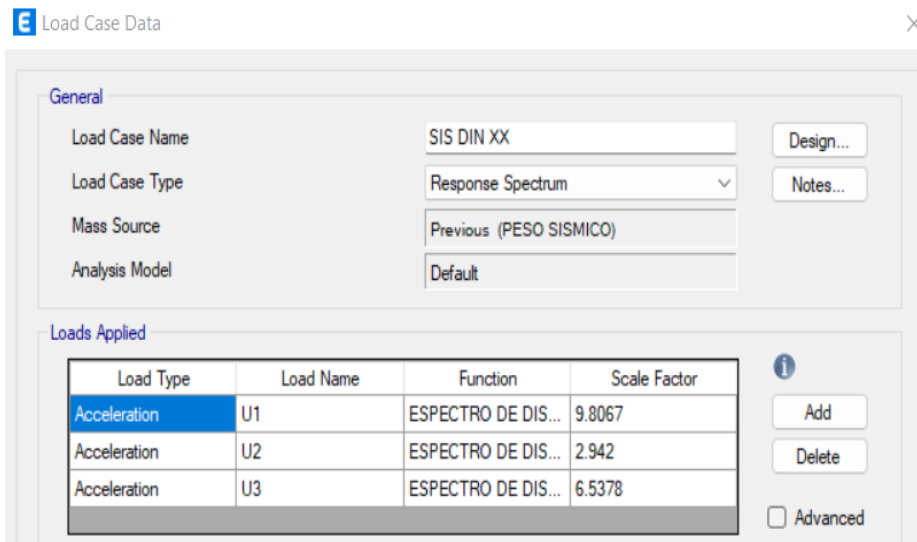 E Load Case Data
General
Load Case Name SIS DIN XX Design...
Load Case Type Response Spectrum Notes...
Mass Source Previous (PESO SISMICO)
Analysis Model Default
Loads Applied
Load Type Load Name Function Scale Factor
Acceleration U1 ESPECTRO DE DIS... 9.8067 Add
Acceleration U2 ESPECTRO DE DIS... 2.942 Delete
Acceleration U3 ESPECTRO DE DIS... 6.5378
Advanced